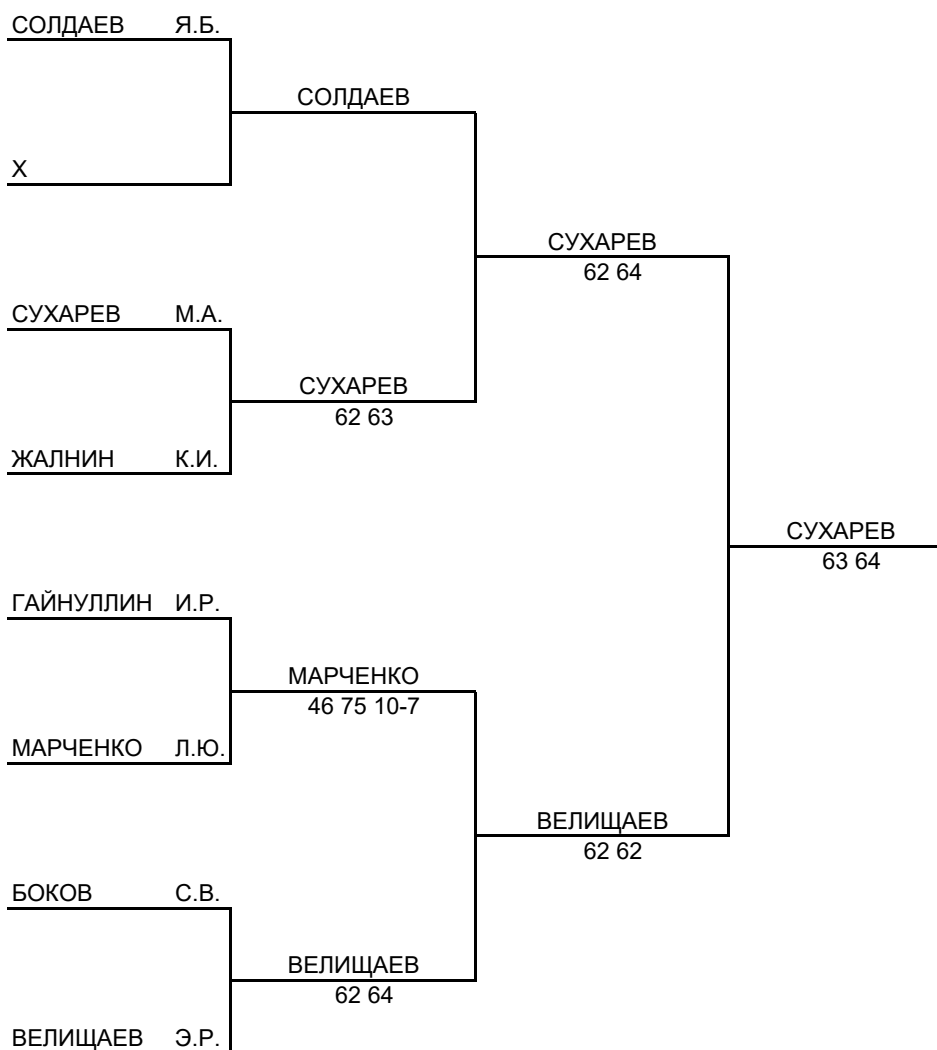 СОЛДАЕВ Я.Б.
СОЛДАЕВ
Х
СУХАРЕВ
62 64
СУХАРЕВ М.А.
СУХАРЕВ
62 63
ЖАЛНИН К.И.
СУХАРЕВ
63 64
ГАЙНУЛЛИН И.Р.
МАРЧЕНКО
46 75 10-7
МАРЧЕНКО Л.Ю.
ВЕЛИЩАЕВ
62 62
БОКОВ С.В.
ВЕЛИЩАЕВ
62 64
ВЕЛИЩАЕВ Э.Р.